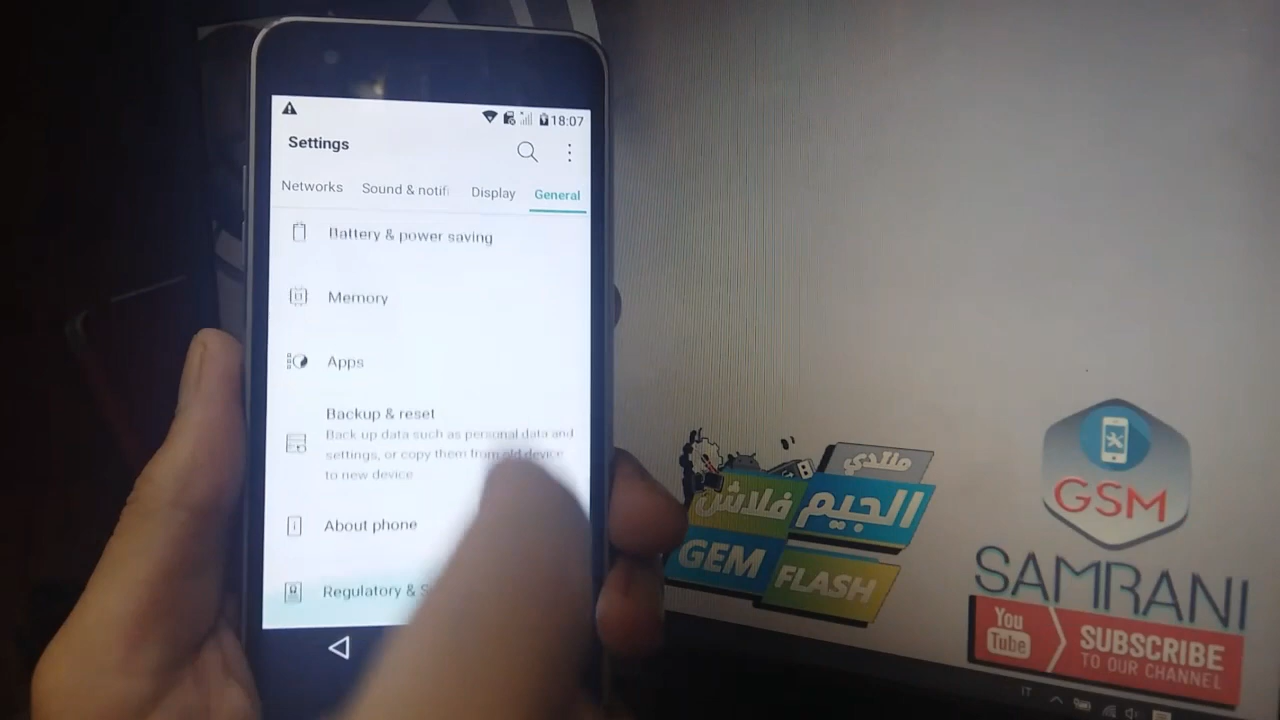 18:07
Settings
Networks
Sound & notifi
Display
General
Battery & power saving
Memory
Apps
Backup & reset
Back up data such as personal data and
settings, or copy them from old device
to new device
About phone
Regulatory & S
منتدي
الجيم فلاش
GEM
FLASH
GSM
SAMRANI
You
Tube
SUBSCRIBE
TO OUR CHANNEL
IT